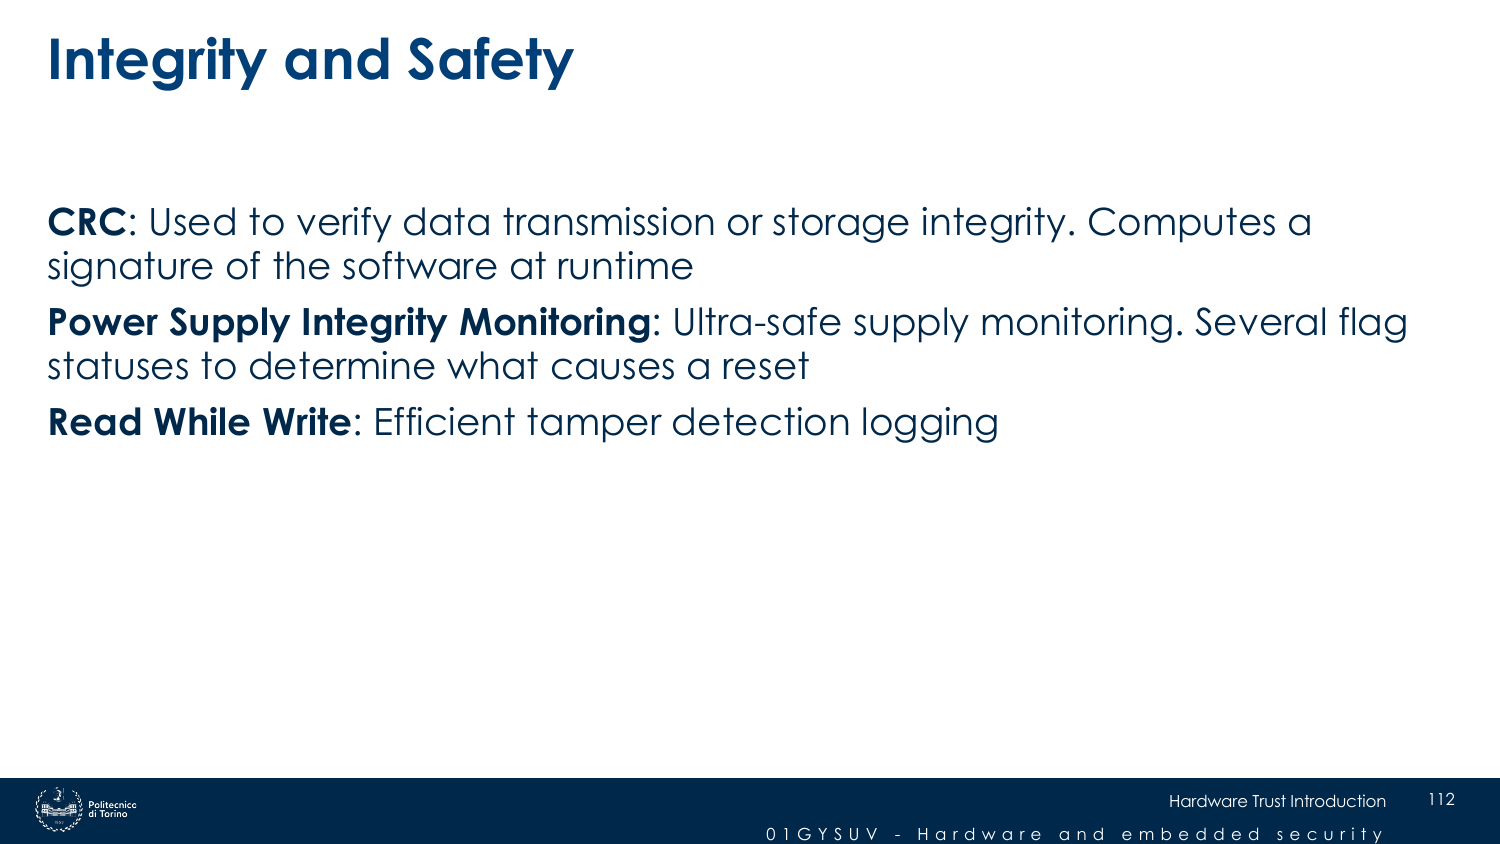 Integrity and Safety
CRC: Used to verify data transmission or storage integrity. Computes a
signature of the software at runtime
Power Supply Integrity Monitoring: Ultra-safe supply monitoring. Several flag
statuses to determine what causes a reset
Read While Write: Efficient tamper detection logging
Politecnico
di Torino
Hardware Trust Introduction
112
01GYSUV - Hardware and embedded security